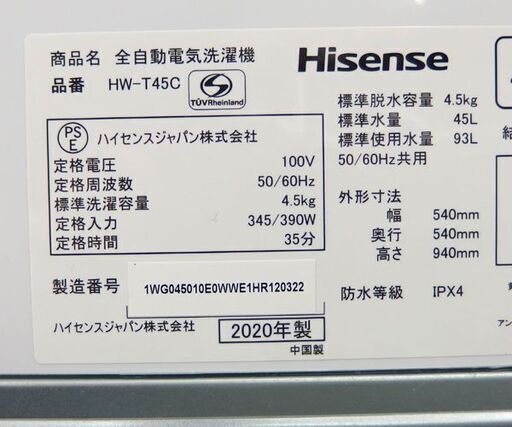 商品名 全自動電気洗濯機
品番 HW-T45C
TÜVRheinland
Hisense
PS
E
ハイセンスジャパン株式会社
定格電圧 100V
定格周波数 50/60Hz
標準洗濯容量 4.5kg
定格入力 345/390W
定格時間 35分
製造番号 1WG045010E0WWE1HR120322
ハイセンスジャパン株式会社 2020年製
中国製
標準脱水容量 4.5kg
標準水量 45L
標準使用水量 93L
50/60Hz共用
外形寸法
幅 540mm
奥行 540mm
高さ 940mm
防水等級 IPX4
結
アン